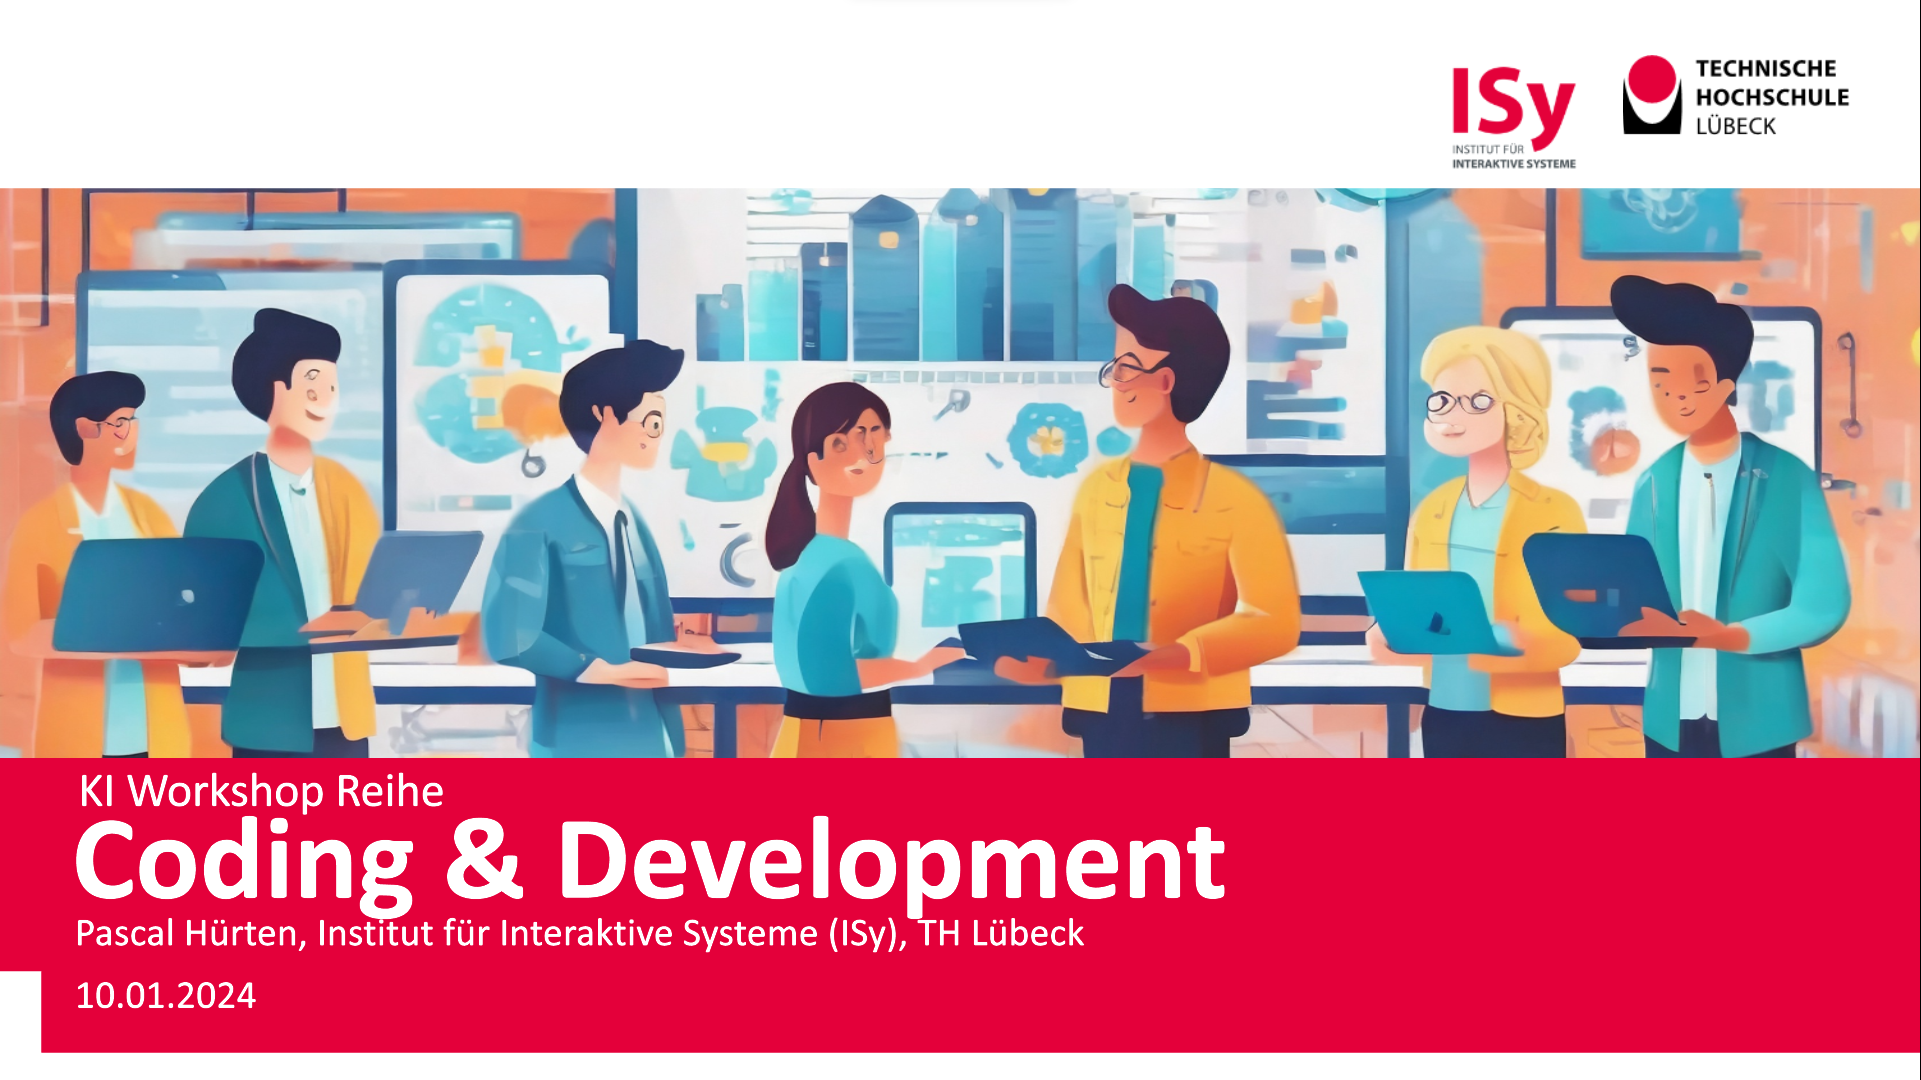 ISy
INSTITUT FÜR
INTERAKTIVE SYSTEME
TECHNISCHE
HOCHSCHULE
LÜBECK
KI Workshop Reihe
Coding & Development
Pascal Hürten, Institut für Interaktive Systeme (ISy), TH Lübeck
10.01.2024